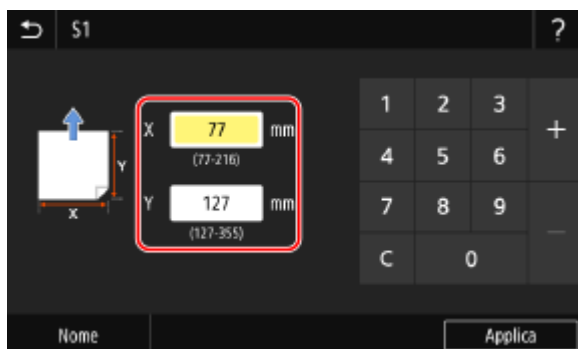 S1 ?
X 77 mm
(77-216)
Y 127 mm
(127-355)
Y
X
1 2 3 +
4 5 6
7 8 9 —
C 0
Nome Applica